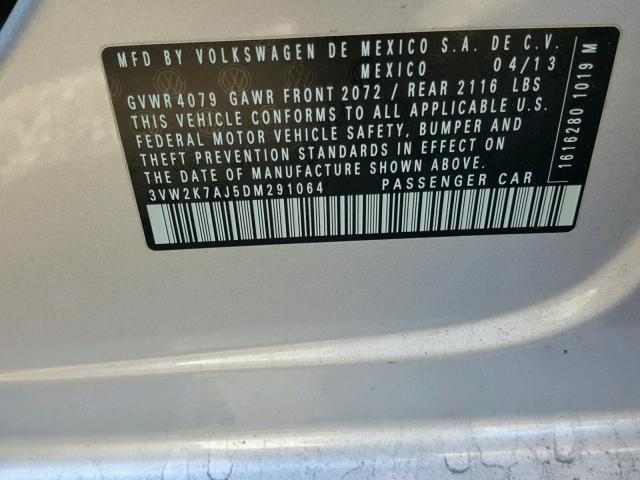 MFD BY VOLKSWAGEN DE MEXICO S.A. DE C.V.
MEXICO 04/13
GVWR 4079 GAWR FRONT 2072 / REAR 2116 LBS
THIS VEHICLE CONFORMS TO ALL APPLICABLE U.S.
FEDERAL MOTOR VEHICLE SAFETY, BUMPER AND
THEFT PREVENTION STANDARDS IN EFFECT ON
THE DATE OF MANUFACTURE SHOWN ABOVE.
3VW2K7AJ5DM291064 PASSENGER CAR
1616280 1019 M